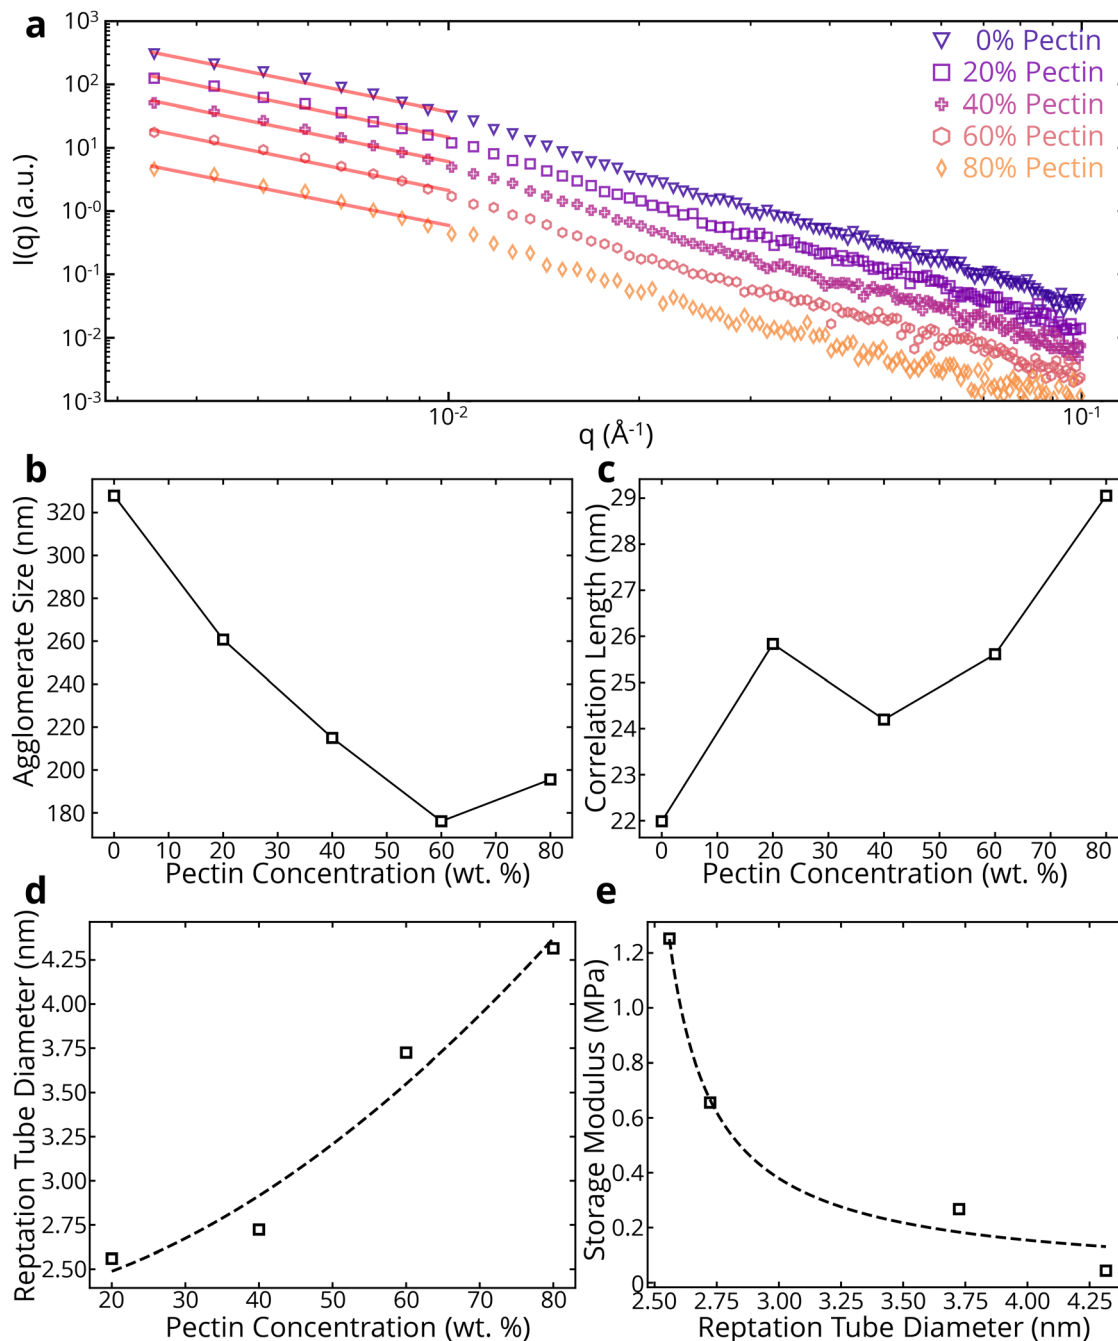 a
10³
10²
10¹
10⁻⁰
10⁻¹
10⁻²
10⁻³
I(q) (a.u.)
0% Pectin
20% Pectin
40% Pectin
60% Pectin
80% Pectin
10⁻² 10⁻¹
q (Å⁻¹)
b
Agglomerate Size (nm)
320
300
280
260
240
220
200
180
0 10 20 30 40 50 60 70 80
Pectin Concentration (wt. %)
c
Correlation Length (nm)
29
28
27
26
25
24
23
22
0 10 20 30 40 50 60 70 80
Pectin Concentration (wt. %)
d
Reptation Tube Diameter (nm)
4.25
4.00
3.75
3.50
3.25
3.00
2.75
2.50
20 30 40 50 60 70 80
Pectin Concentration (wt. %)
e
Storage Modulus (MPa)
1.2
1.0
0.8
0.6
0.4
0.2
0
2.50 2.75 3.00 3.25 3.50 3.75 4.00 4.25
Reptation Tube Diameter (nm)